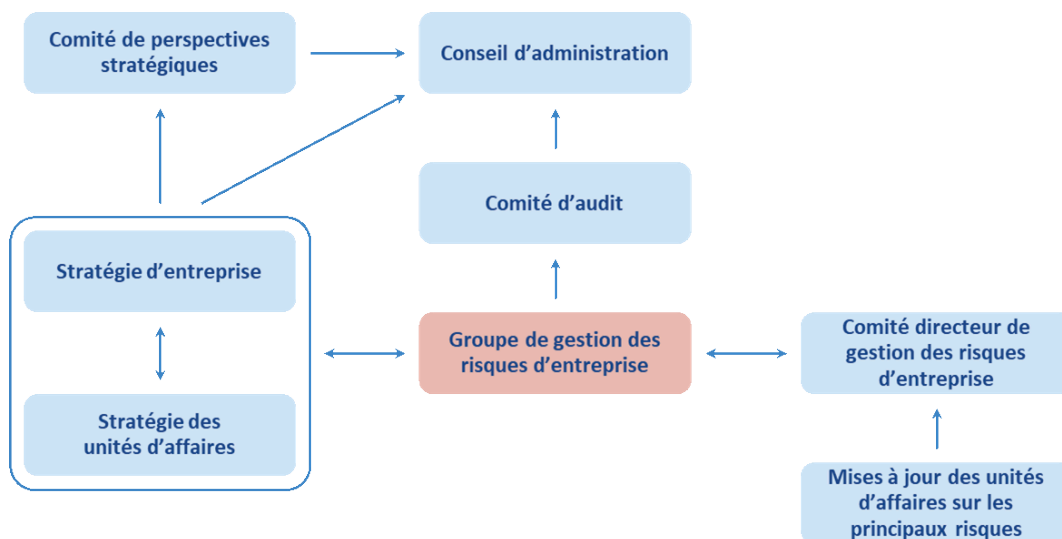 Comité de perspectives
stratégiques
Conseil d’administration
Comité d’audit
Stratégie d’entreprise
Groupe de gestion des
risques d’entreprise
Comité directeur de
gestion des risques
d’entreprise
Stratégie des
unités d’affaires
Mises à jour des unités
d’affaires sur les
principaux risques